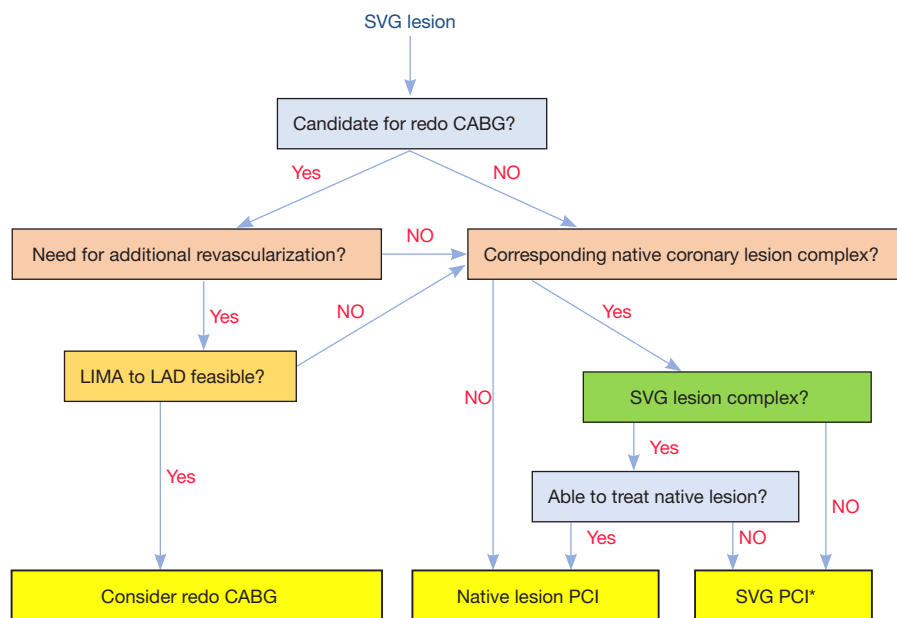 SVG lesion
Candidate for redo CABG?
Yes
NO
Need for additional revascularization?
NO
Corresponding native coronary lesion complex?
Yes
NO
Yes
LIMA to LAD feasible?
SVG lesion complex?
NO
Yes
Yes
Able to treat native lesion?
NO
Yes
NO
Consider redo CABG
Native lesion PCI
SVG PCI*